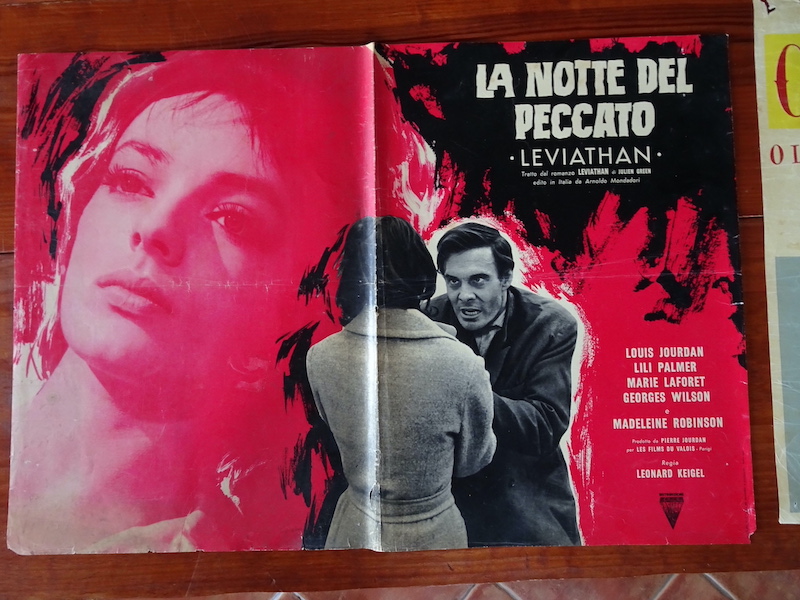 LA NOTTE DEL
PECCATO
· LEVIATHAN ·
Tratto dal romanzo LEVIATHAN di JULIEN GREEN
edito in Italia da Arnoldo Mondadori
LOUIS JOURDAN
LILI PALMER
MARIE LAFORET
GEORGES WILSON
e
MADELEINE ROBINSON
Prodotto da PIERRE JOURDAN
per LES FILMS DU VALOIS - Parigi
Regia
LEONARD KEIGEL
O